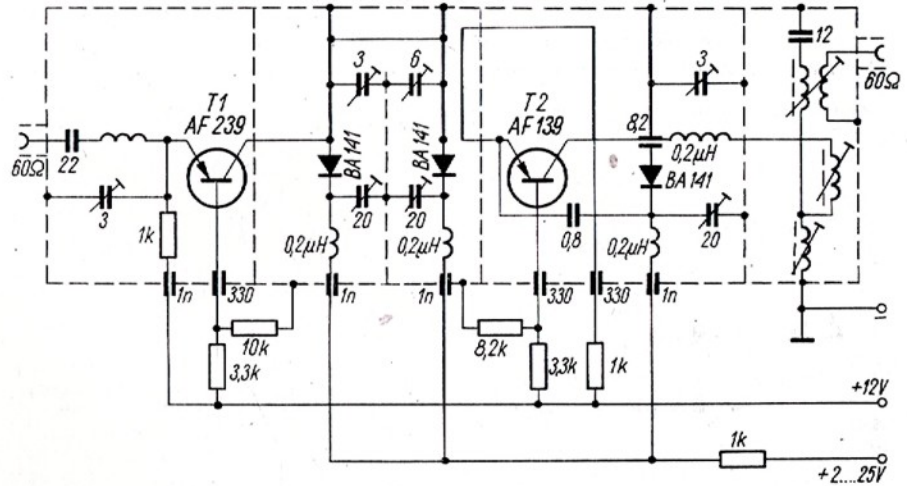 12
3
6
3
T1
AF 239
T2
AF 139
8,2
60Ω
60Ω
22
BA 141
BA 141
0,2µH
BA 141
3
20
20
0,8
20
1k
0,2µH
0,2µH
0,2µH
1n
330
1n
1n
330
330
1n
10k
8,2k
3,3k
3,3k
1k
+12V
1k
+2....25V